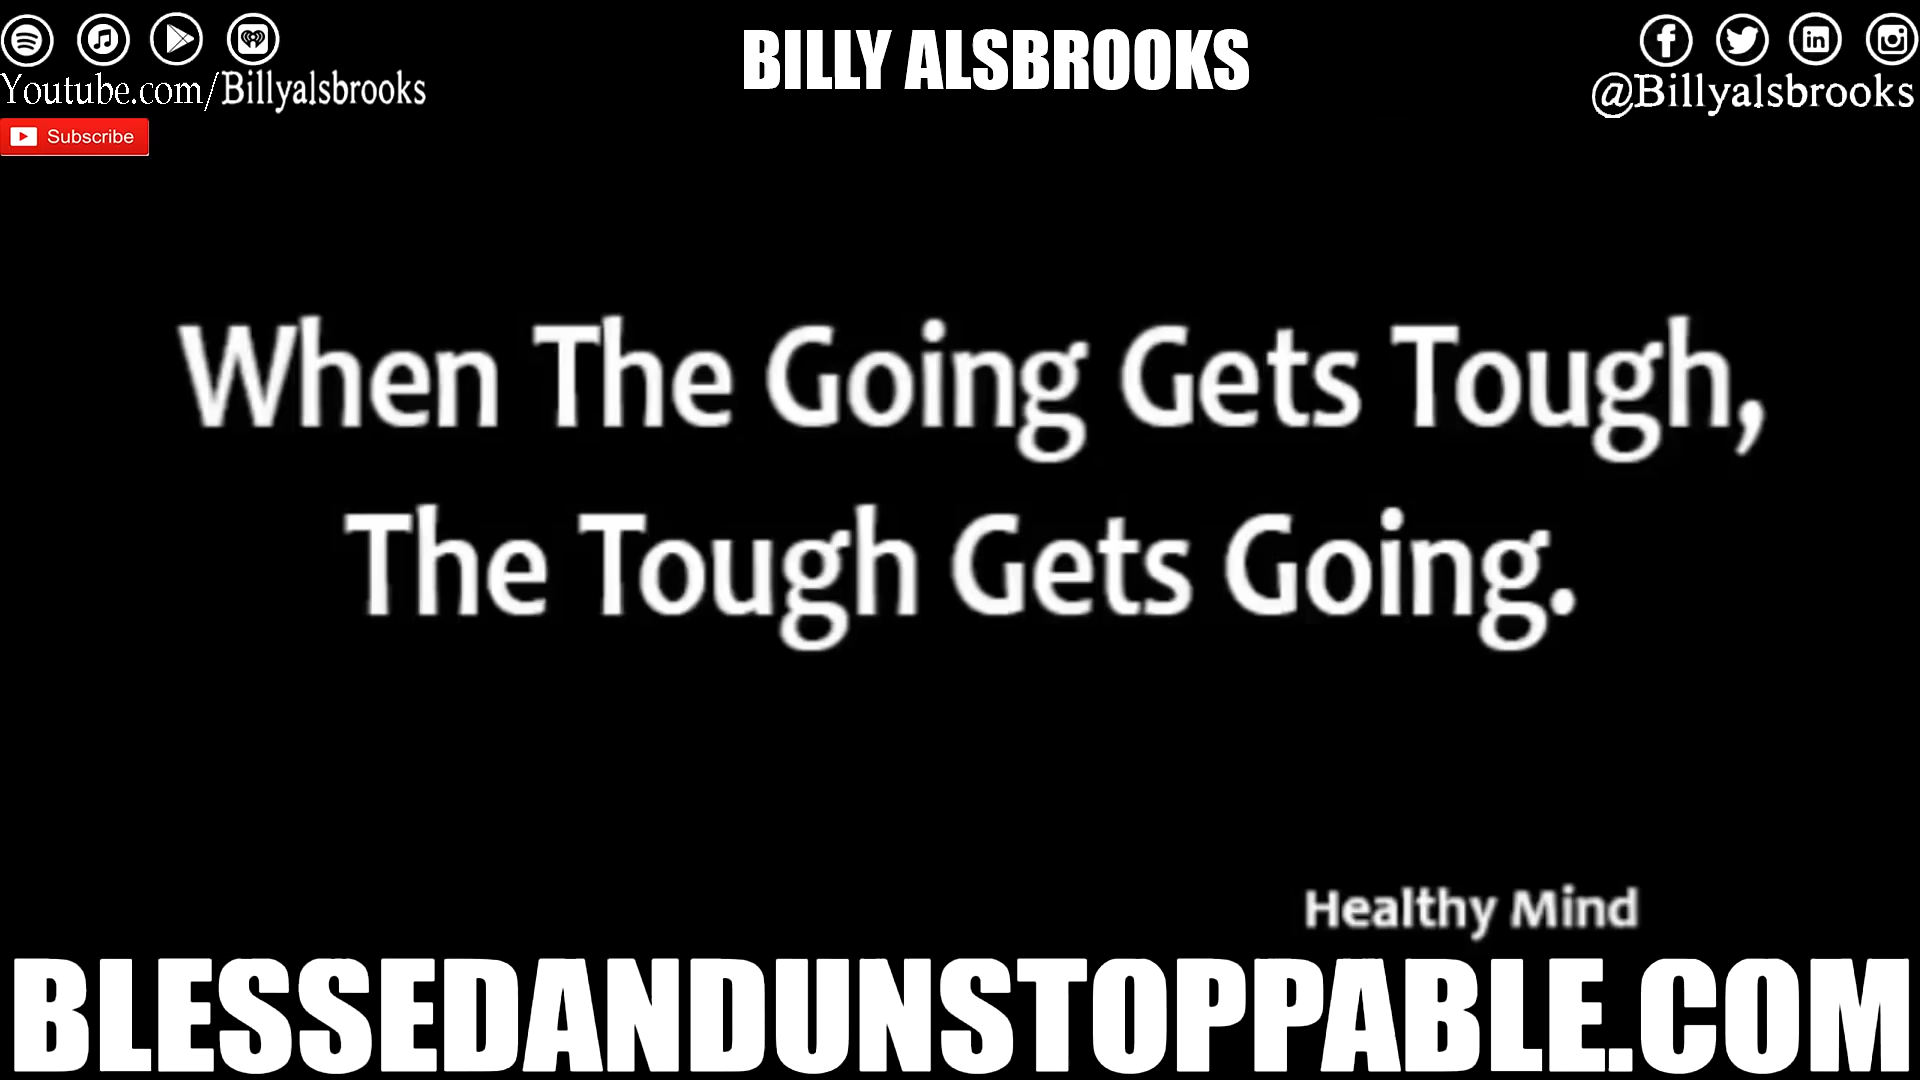 BILLY ALSBROOKS
Youtube.com/Billyalsbrooks
@Billyalsbrooks
Subscribe
When The Going Gets Tough,
The Tough Gets Going.
Healthy Mind
BLESSEDANDUNSTOPPABLE.COM